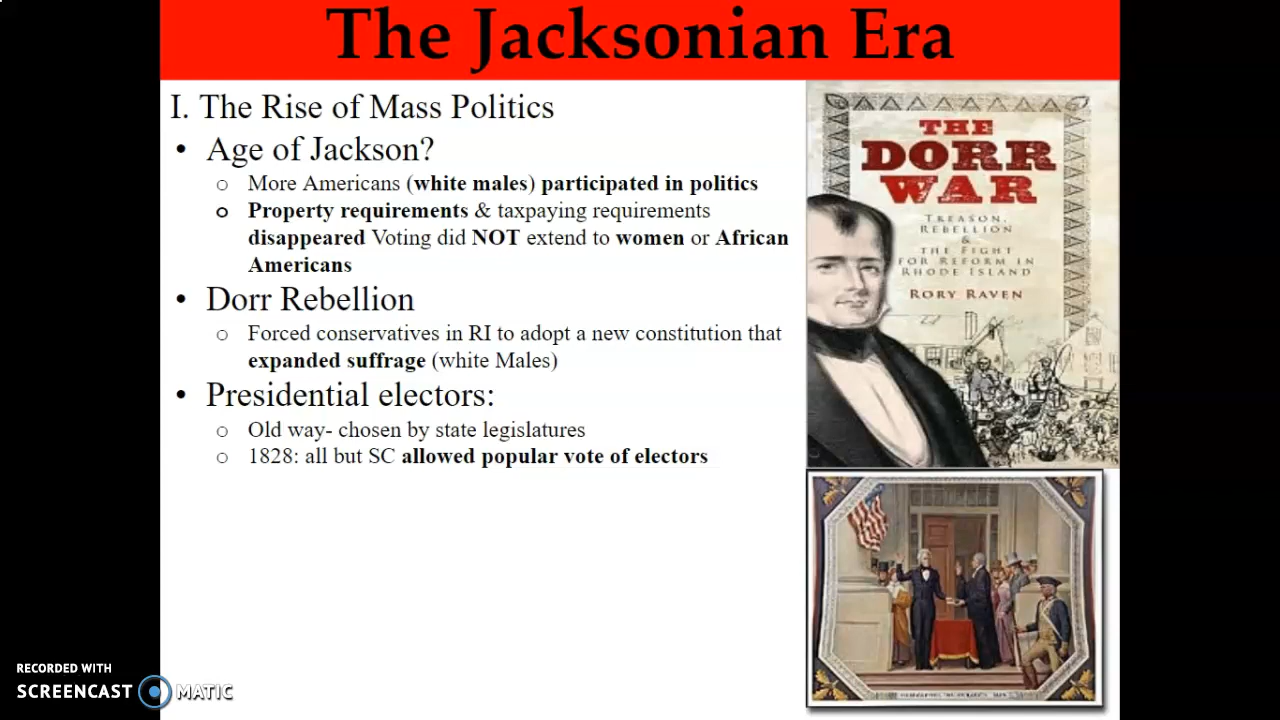 The Jacksonian Era
I. The Rise of Mass Politics
• Age of Jackson?
o More Americans (white males) participated in politics
o Property requirements & taxpaying requirements
disappeared Voting did NOT extend to women or African
Americans
• Dorr Rebellion
o Forced conservatives in RI to adopt a new constitution that
expanded suffrage (white Males)
• Presidential electors:
o Old way- chosen by state legislatures
o 1828: all but SC allowed popular vote of electors
THE
DORR
WAR
TREASON,
REBELLION
&
THE FIGHT
FOR REFORM IN
RHODE ISLAND
RORY RAVEN
RECORDED WITH
SCREENCAST MATIC